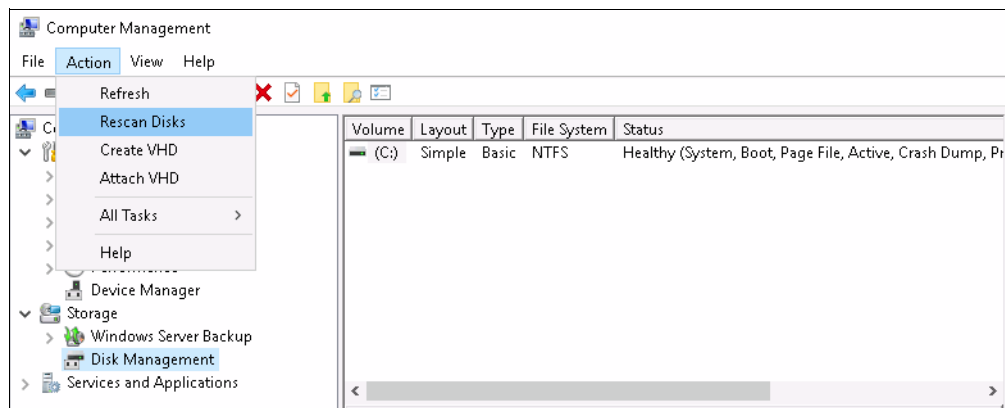 Computer Management
File Action View Help
Refresh
Rescan Disks
Create VHD
Attach VHD
All Tasks
Help
Volume Layout Type File System Status
(C:) Simple Basic NTFS Healthy (System, Boot, Page File, Active, Crash Dump, Pr
Device Manager
Storage
Windows Server Backup
Disk Management
Services and Applications